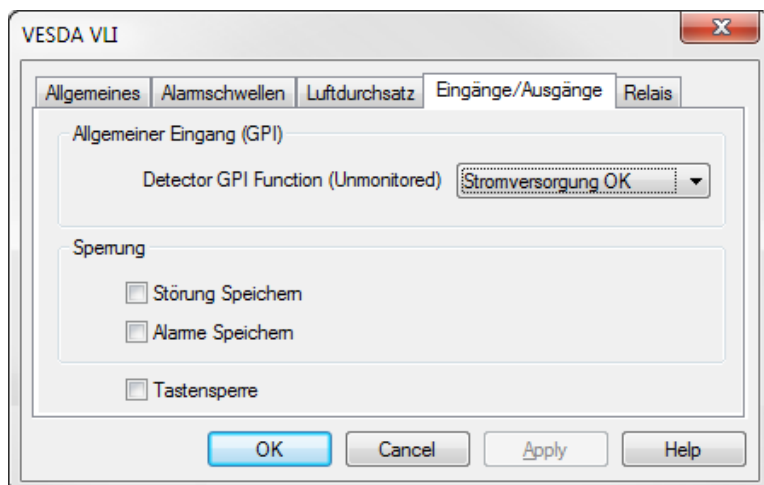 VESDA VLI
Allgemeines Alarmschwellen Luftdurchsatz Eingänge/Ausgänge Relais
Allgemeiner Eingang (GPI)
Detector GPI Function (Unmonitored) Stromversorgung OK
Sperrung
Störung Speichern
Alarme Speichern
Tastensperre
OK Cancel Apply Help